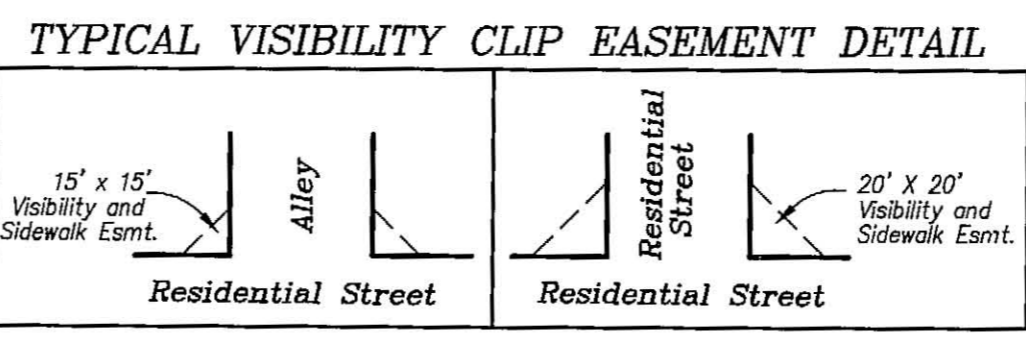 TYPICAL VISIBILITY CLIP EASEMENT DETAIL
15' x 15'
Visibility and
Sidewalk Esmt.
Alley
Residential Street
Residential
Street
20' X 20'
Visibility and
Sidewalk Esmt.
Residential Street